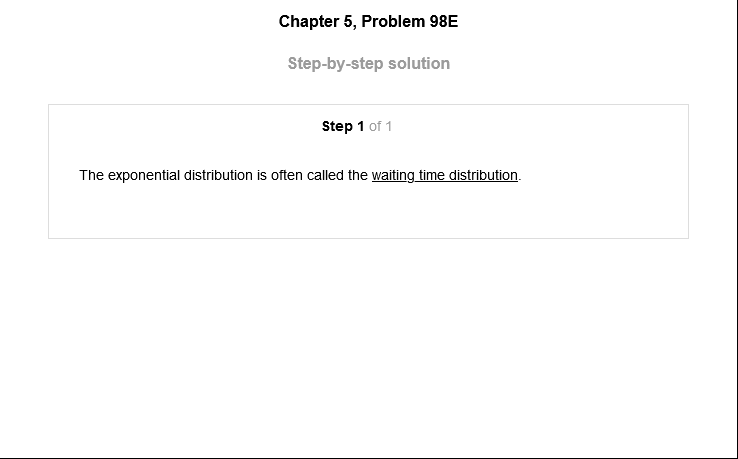 Chapter 5, Problem 98E
Step-by-step solution
Step 1 of 1
The exponential distribution is often called the waiting time distribution.